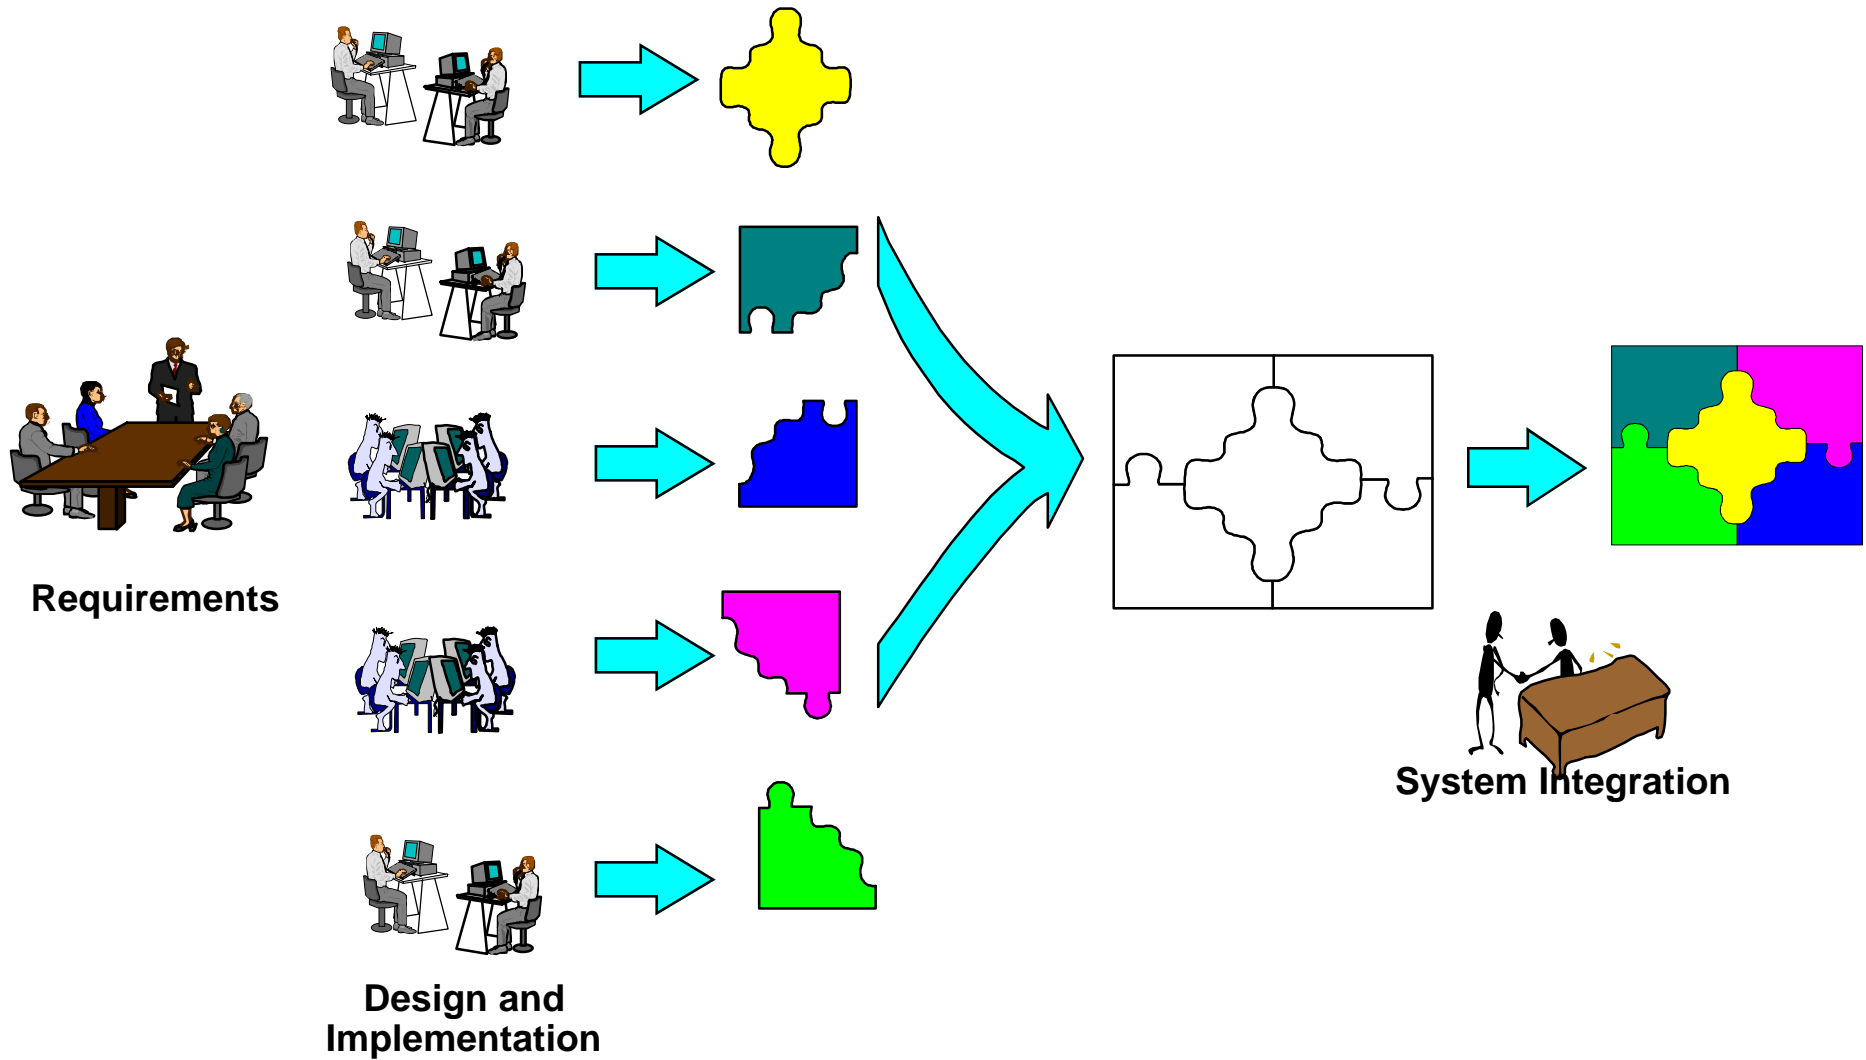 Requirements
System Integration
Design and
Implementation